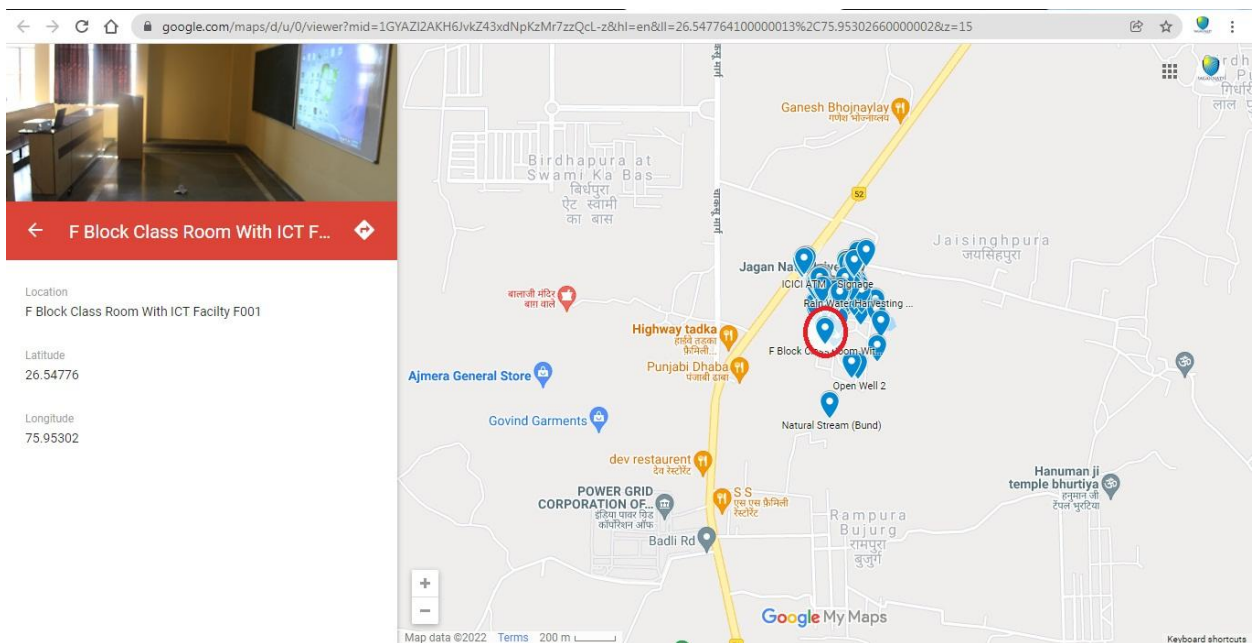 google.com/maps/d/u/0/viewer?mid=1GYAZI2AKH6JvkZ43xdNpKzMr7zzQcL-z&hl=en&ll=26.547764100000013%2C75.95302660000002&z=15
F Block Class Room With ICT F...
Location
F Block Class Room With ICT Facilty F001
Latitude
26.54776
Longitude
75.95302
Ganesh Bhojnaylay
गणेश भोजनालय
Birdhapura at
Swami Ka Bas
बिर्धपुरा
ऐट स्वामी
का बास
52
Jaisinghpura
जयसिंहपुरा
Jagan Na
ICICI ATM
Signage
Rain Water Harvesting ...
बालाजी मंदिर
बाग वाले
Highway tadka
हाईवे तड़का
फ़ैमिली...
F Block
Punjabi Dhaba
पंजाबी ढाबा
Ajmera General Store
Open Well 2
Govind Garments
Natural Stream (Bund)
dev restaurent
देव रेस्टोरेंट
Hanuman ji
temple bhurtiya
हनुमान जी
टेंपल भुरटिया
POWER GRID
CORPORATION OF...
इंडिया पावर ग्रिड
कॉर्पोरेशन ऑफ
S S
एस एस फ़ैमिली
रेस्टोरेंट
Rampura
Bujurg
रामपुरा
बुजुर्ग
Badli Rd
Google My Maps
Map data ©2022 Terms 200 m
Keyboard shortcuts